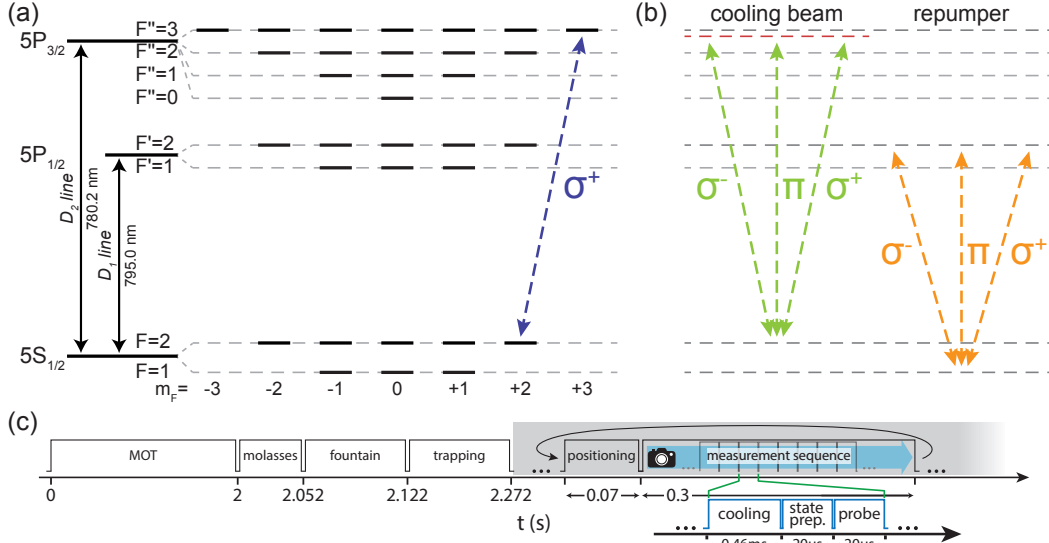 (a)
5P3/2
F"=3
F"=2
F"=1
F"=0
5P1/2
F'=2
F'=1
D2 line
780.2 nm
D1 line
795.0 nm
σ+
5S1/2
F=2
F=1
mF= -3 -2 -1 0 +1 +2 +3
(b)
cooling beam repumper
σ- π σ+
σ- π σ+
(c)
MOT molasses fountain trapping ... positioning ... measurement sequence ... ...
0 2 2.052 2.122 2.272 0.07 0.3
t (s)
... cooling state prep. probe ...